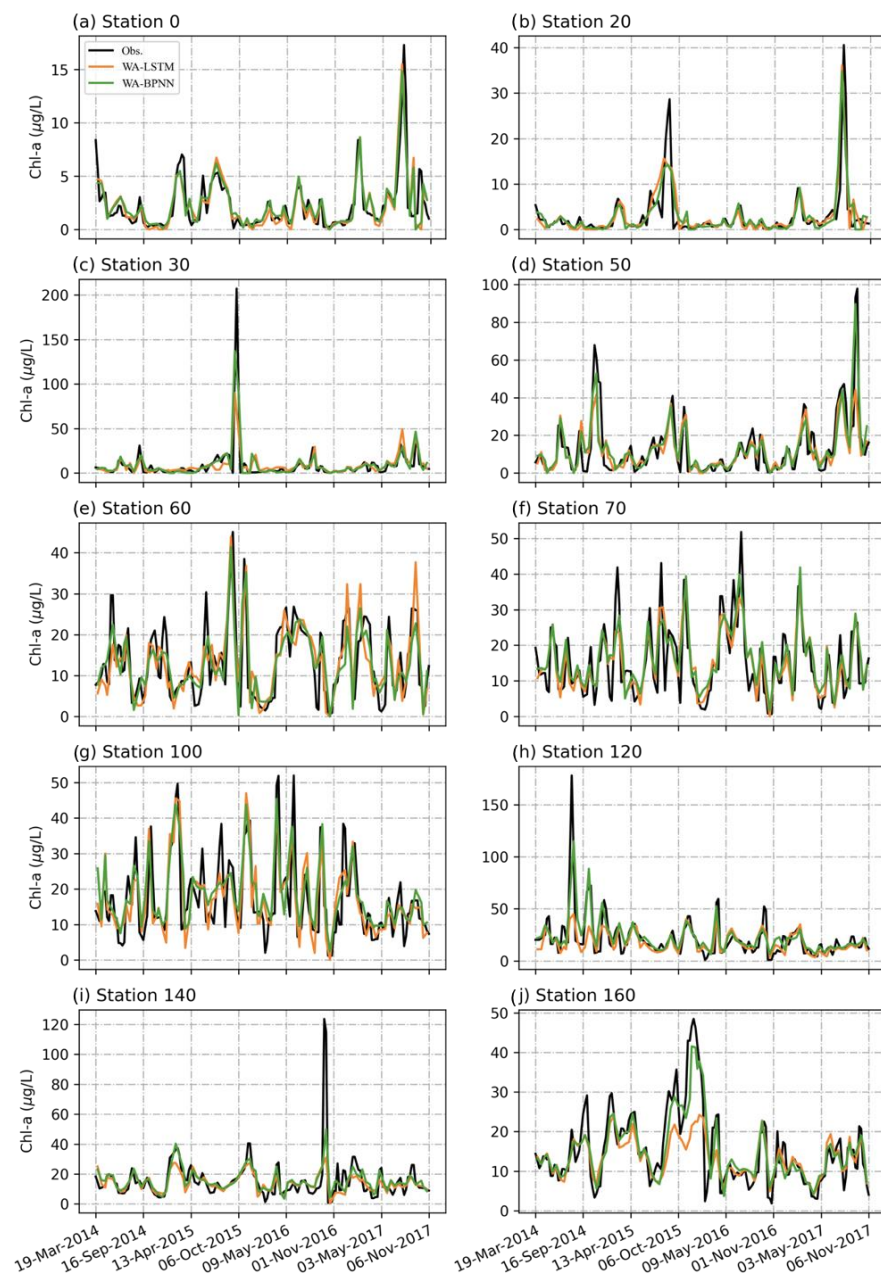 (a) Station 0
(b) Station 20
Chl-a (μg/L)
15
10
5
0
Obs.
WA-LSTM
WA-BPNN
40
30
20
10
0
(c) Station 30
(d) Station 50
Chl-a (μg/L)
200
150
100
50
0
100
80
60
40
20
0
(e) Station 60
(f) Station 70
Chl-a (μg/L)
40
30
20
10
0
50
40
30
20
10
0
(g) Station 100
(h) Station 120
Chl-a (μg/L)
50
40
30
20
10
0
150
100
50
0
(i) Station 140
(j) Station 160
Chl-a (μg/L)
120
100
80
60
40
20
0
50
40
30
20
10
0
19-Mar-2014
16-Sep-2014
13-Apr-2015
06-Oct-2015
09-May-2016
01-Nov-2016
03-May-2017
06-Nov-2017
19-Mar-2014
16-Sep-2014
13-Apr-2015
06-Oct-2015
09-May-2016
01-Nov-2016
03-May-2017
06-Nov-2017